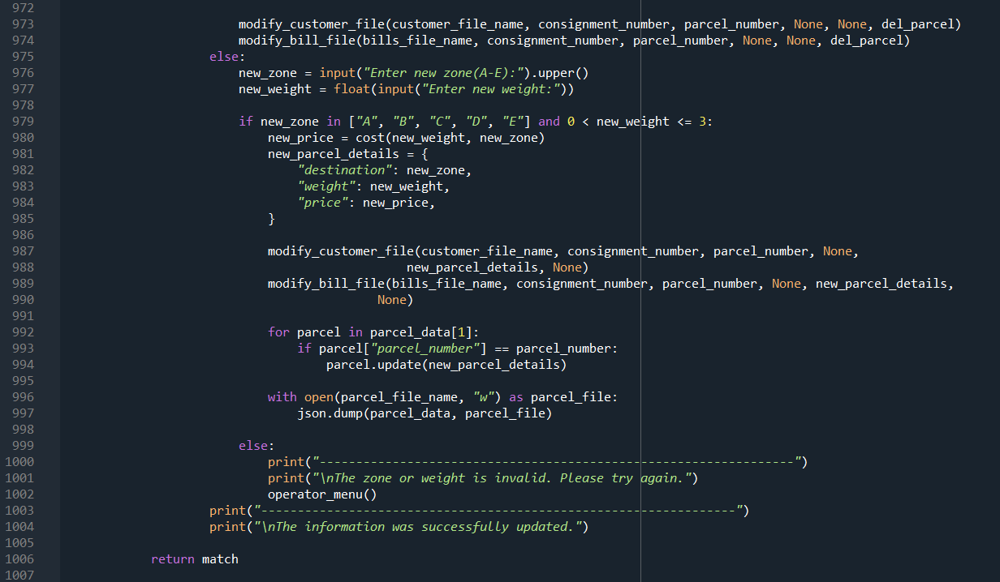 972
973 modify_customer_file(customer_file_name, consignment_number, parcel_number, None, None, del_parcel)
974 modify_bill_file(bills_file_name, consignment_number, parcel_number, None, None, del_parcel)
975 else:
976 new_zone = input("Enter new zone(A-E):").upper()
977 new_weight = float(input("Enter new weight:"))
978
979 if new_zone in ["A", "B", "C", "D", "E"] and 0 < new_weight <= 3:
980 new_price = cost(new_weight, new_zone)
981 new_parcel_details = {
982 "destination": new_zone,
983 "weight": new_weight,
984 "price": new_price,
985 }
986
987 modify_customer_file(customer_file_name, consignment_number, parcel_number, None,
988 new_parcel_details, None)
989 modify_bill_file(bills_file_name, consignment_number, parcel_number, None, new_parcel_details,
990 None)
991
992 for parcel in parcel_data[1]:
993 if parcel["parcel_number"] == parcel_number:
994 parcel.update(new_parcel_details)
995
996 with open(parcel_file_name, "w") as parcel_file:
997 json.dump(parcel_data, parcel_file)
998
999 else:
1000 print("-----------------------------------------------------------------")
1001 print("\nThe zone or weight is invalid. Please try again.")
1002 operator_menu()
1003 print("-----------------------------------------------------------------")
1004 print("\nThe information was successfully updated.")
1005
1006 return match
1007